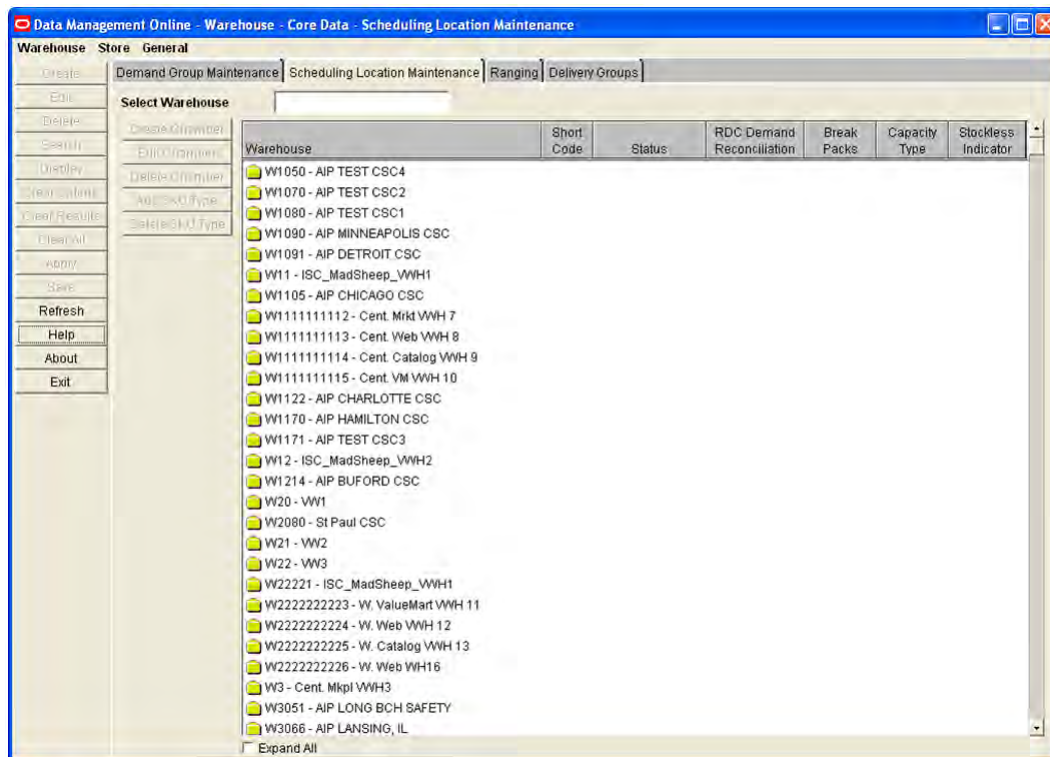 Data Management Online - Warehouse - Core Data - Scheduling Location Maintenance
Warehouse Store General
Create
Edit
Delete
Search
Display
Clear Results
Clear All
Apply
Save
Refresh
Help
About
Exit
Demand Group Maintenance Scheduling Location Maintenance Ranging Delivery Groups
Select Warehouse
Create Chamber
Edit Chamber
Delete Chamber
Add SKU Type
Delete SKU Type
Warehouse Short Code Status RDC Demand Reconciliation Break Packs Capacity Type Stockless Indicator
W1050 - AIP TEST CSC4
W1070 - AIP TEST CSC2
W1080 - AIP TEST CSC1
W1090 - AIP MINNEAPOLIS CSC
W1091 - AIP DETROIT CSC
W11 - ISC_MadSheep_VWH1
W1105 - AIP CHICAGO CSC
W1111111112 - Cent. Mrkt VWH 7
W1111111113 - Cent. Web VWH 8
W1111111114 - Cent. Catalog VWH 9
W1111111115 - Cent. VM VWH 10
W1122 - AIP CHARLOTTE CSC
W1170 - AIP HAMILTON CSC
W1171 - AIP TEST CSC3
W12 - ISC_MadSheep_VWH2
W1214 - AIP BUFORD CSC
W20 - VW1
W2080 - St Paul CSC
W21 - VW2
W22 - VW3
W22221 - ISC_MadSheep_VWH1
W2222222223 - W. ValueMart VWH 11
W2222222224 - W. Web VWH 12
W2222222225 - W. Catalog VWH 13
W2222222226 - W. Web WH16
W3 - Cent. Mkpl VWH3
W3051 - AIP LONG BCH SAFETY
W3066 - AIP LANSING, IL
Expand All